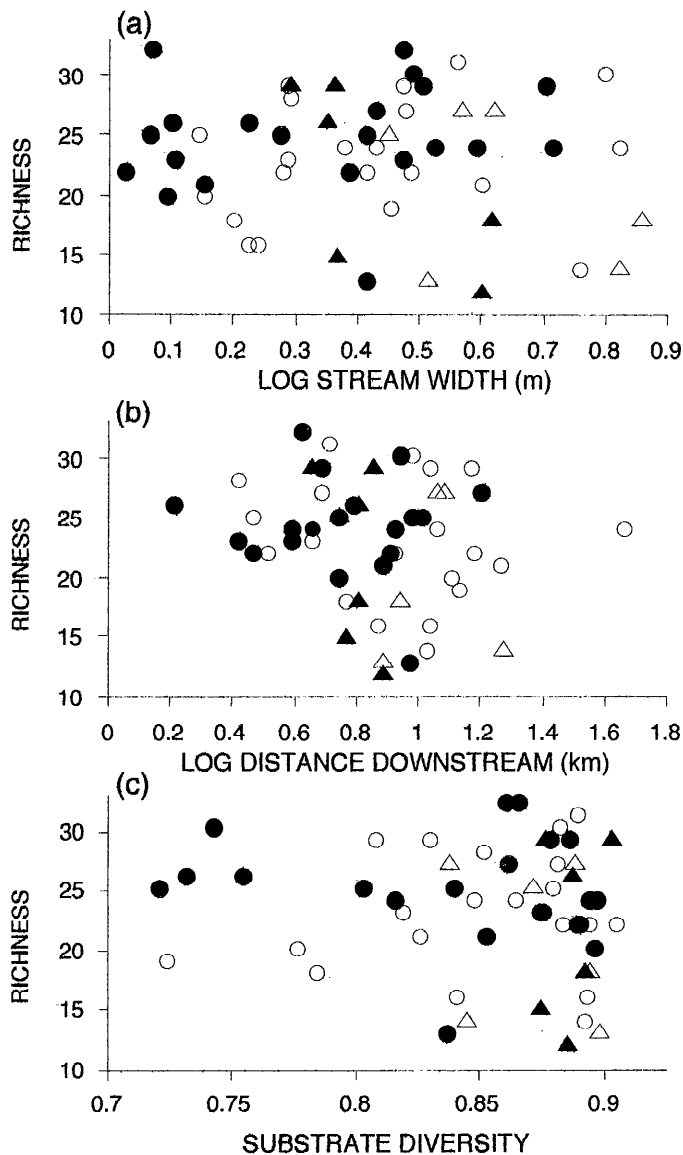 (a)
RICHNESS
30
25
20
15
10
0 0.1 0.2 0.3 0.4 0.5 0.6 0.7 0.8 0.9
LOG STREAM WIDTH (m)
(b)
RICHNESS
30
25
20
15
10
0 0.2 0.4 0.6 0.8 1 1.2 1.4 1.6 1.8
LOG DISTANCE DOWNSTREAM (km)
(c)
RICHNESS
30
25
20
15
10
0.7 0.75 0.8 0.85 0.9
SUBSTRATE DIVERSITY